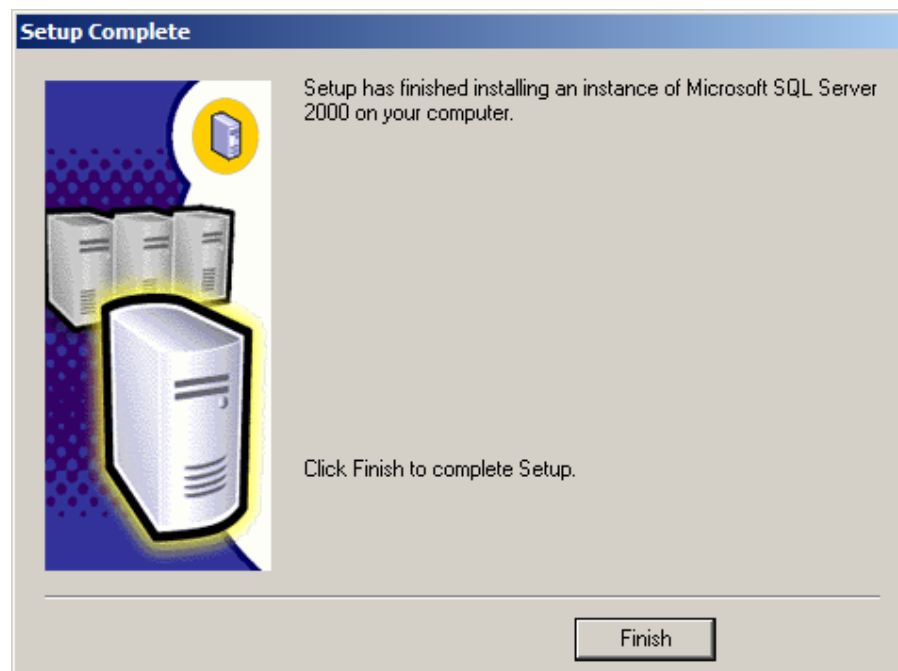 Setup Complete
Setup has finished installing an instance of Microsoft SQL Server
2000 on your computer.
Click Finish to complete Setup.
Finish